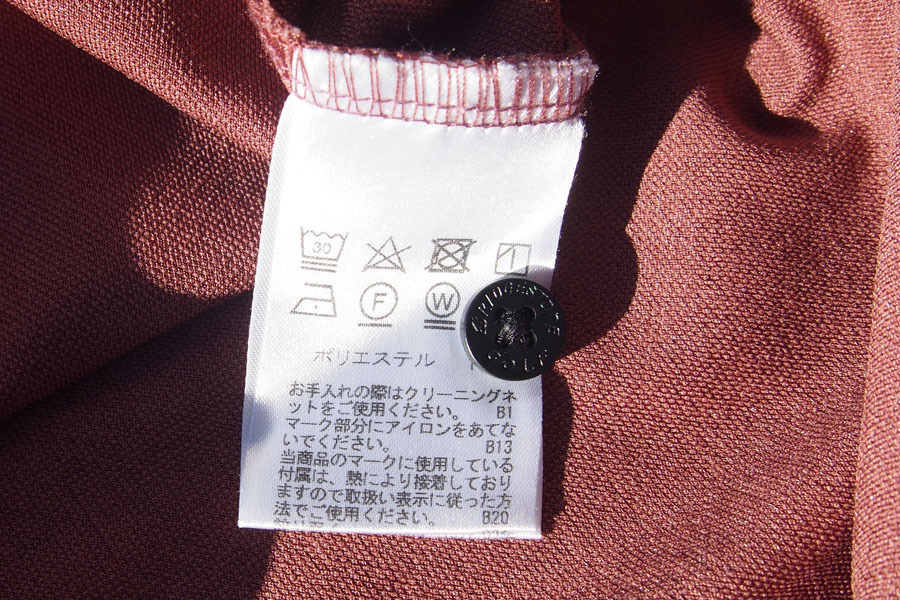 30
F
W
ポリエステル
お手入れの際はクリーニングネ
ットをご使用ください。 B1
マーク部分にアイロンをあてな
いでください。 B13
当商品のマークに使用している
付属は、熱により接着しており
ますので取扱い表示に従った方
法でご使用ください。 B20